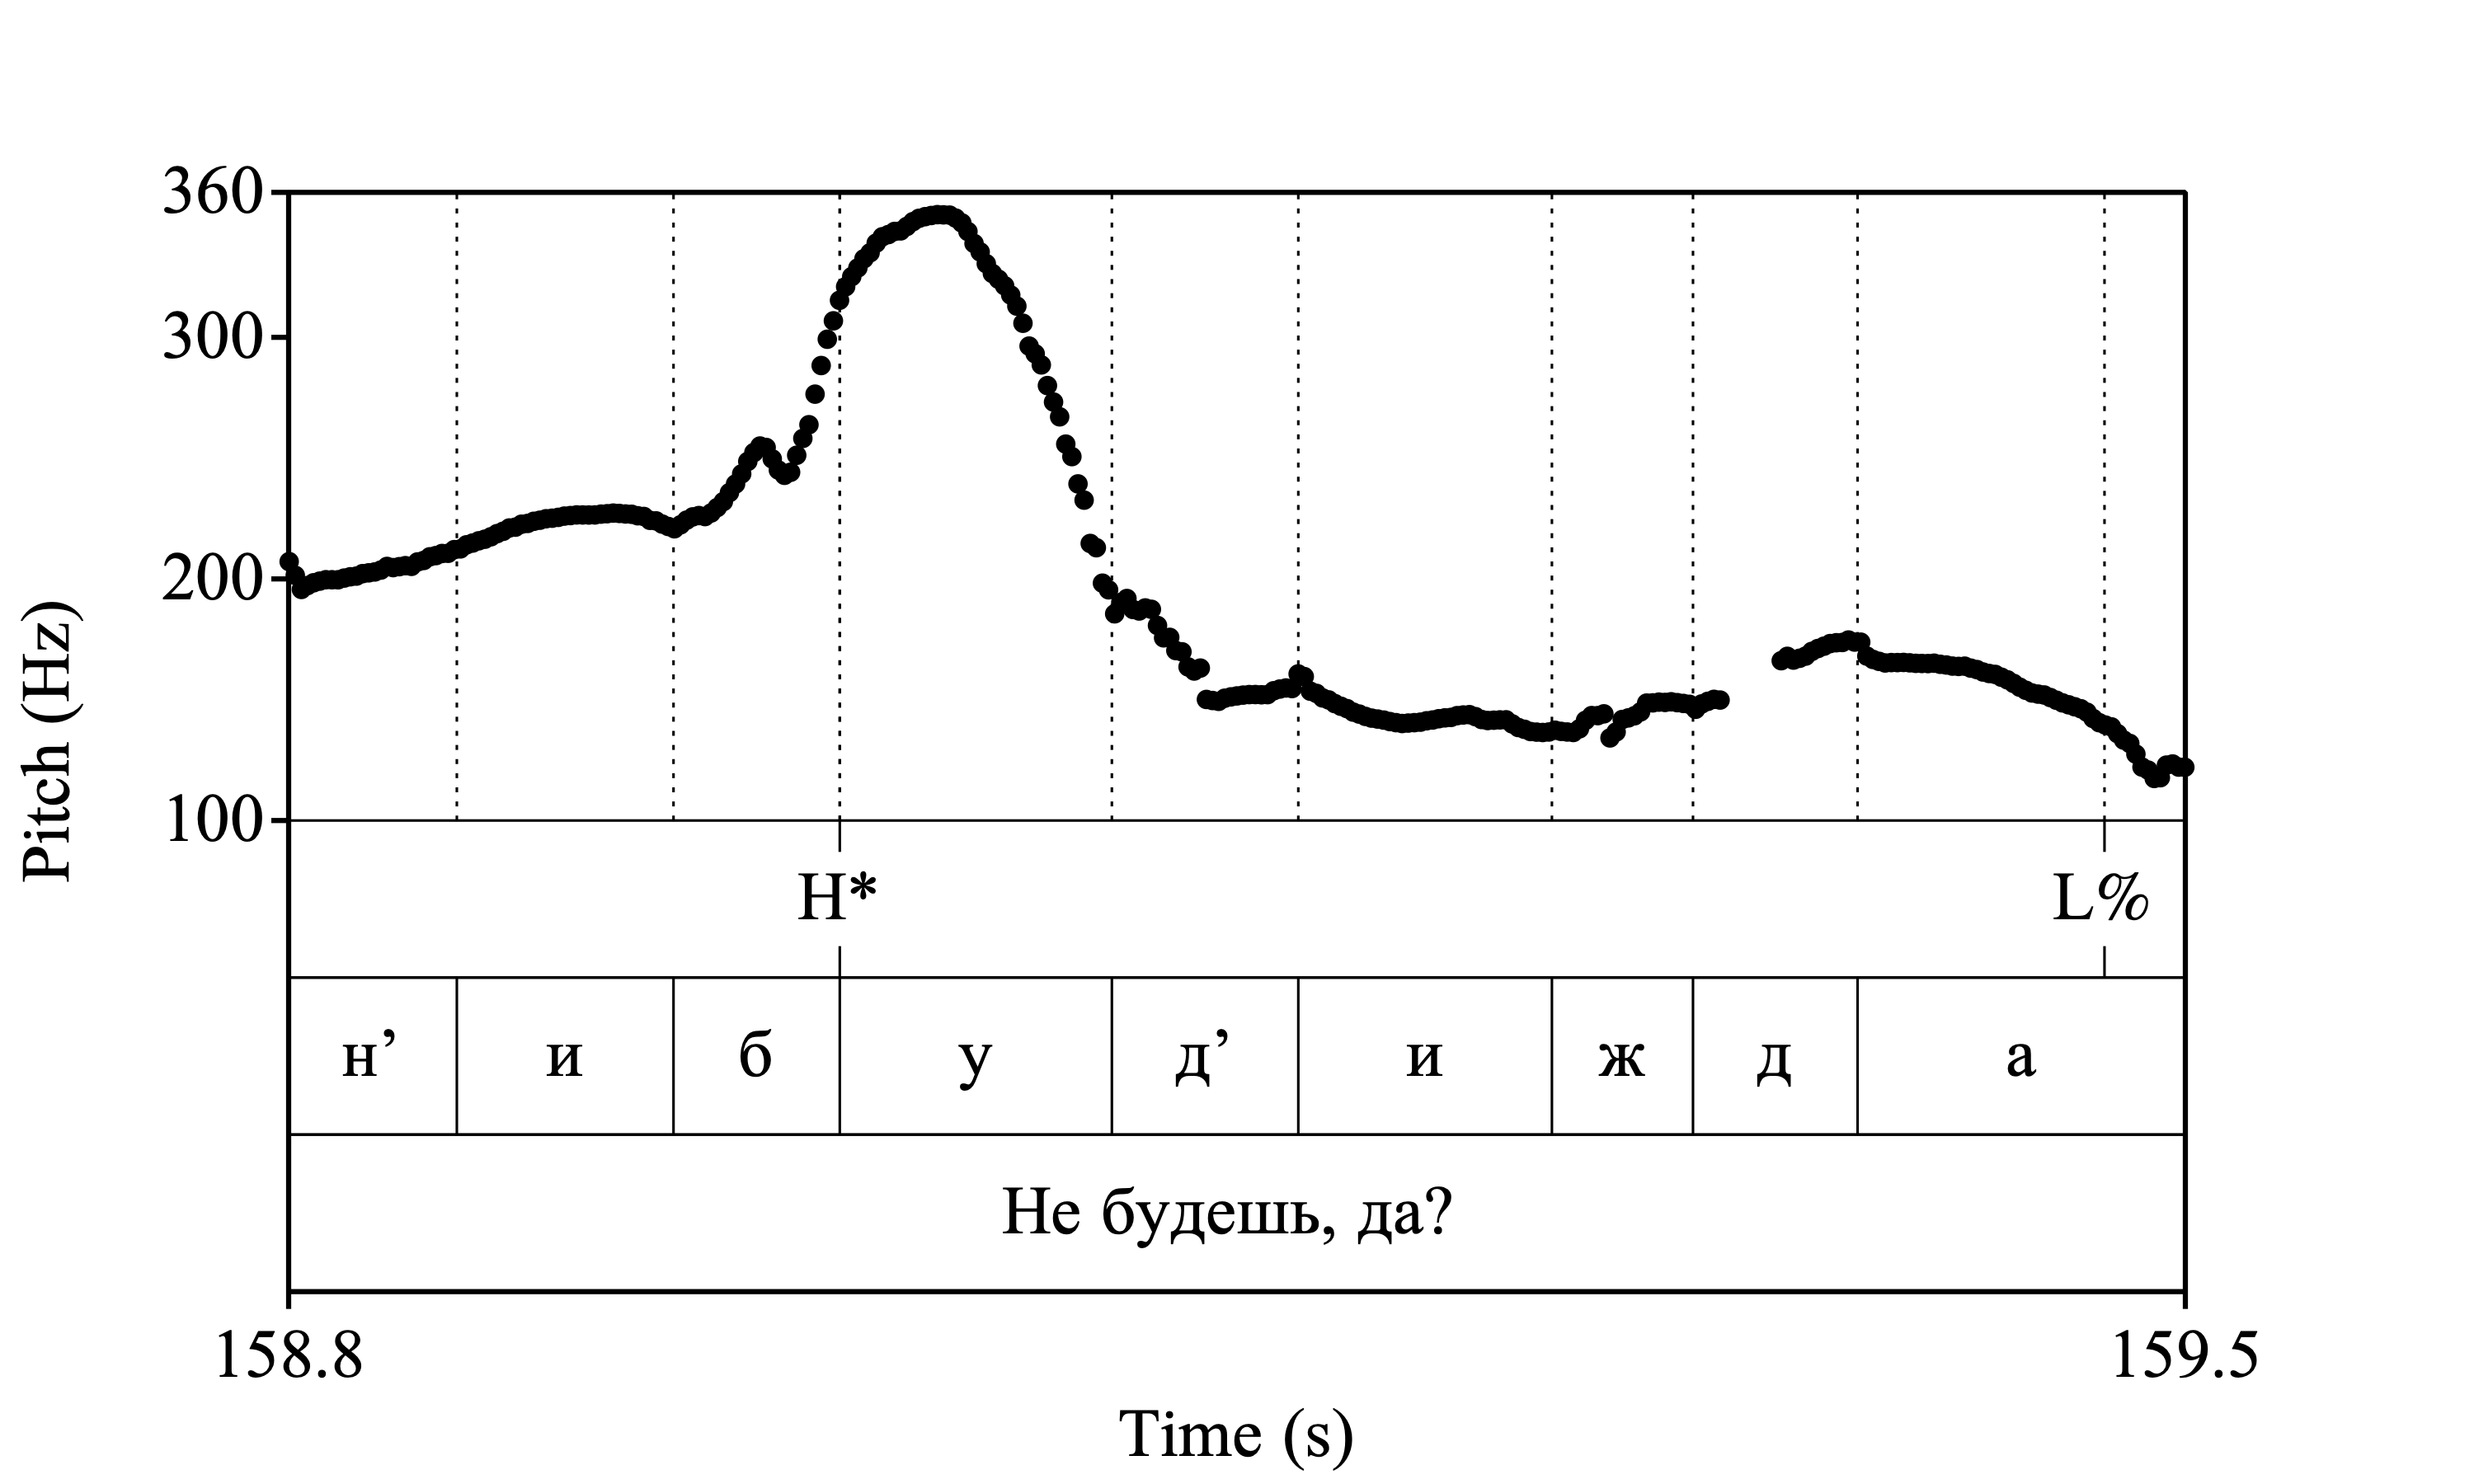 360
300
200
100
Pitch (Hz)
H* L%
н’ и б у д’ и ж д а
Не будешь, да?
158.8 159.5
Time (s)